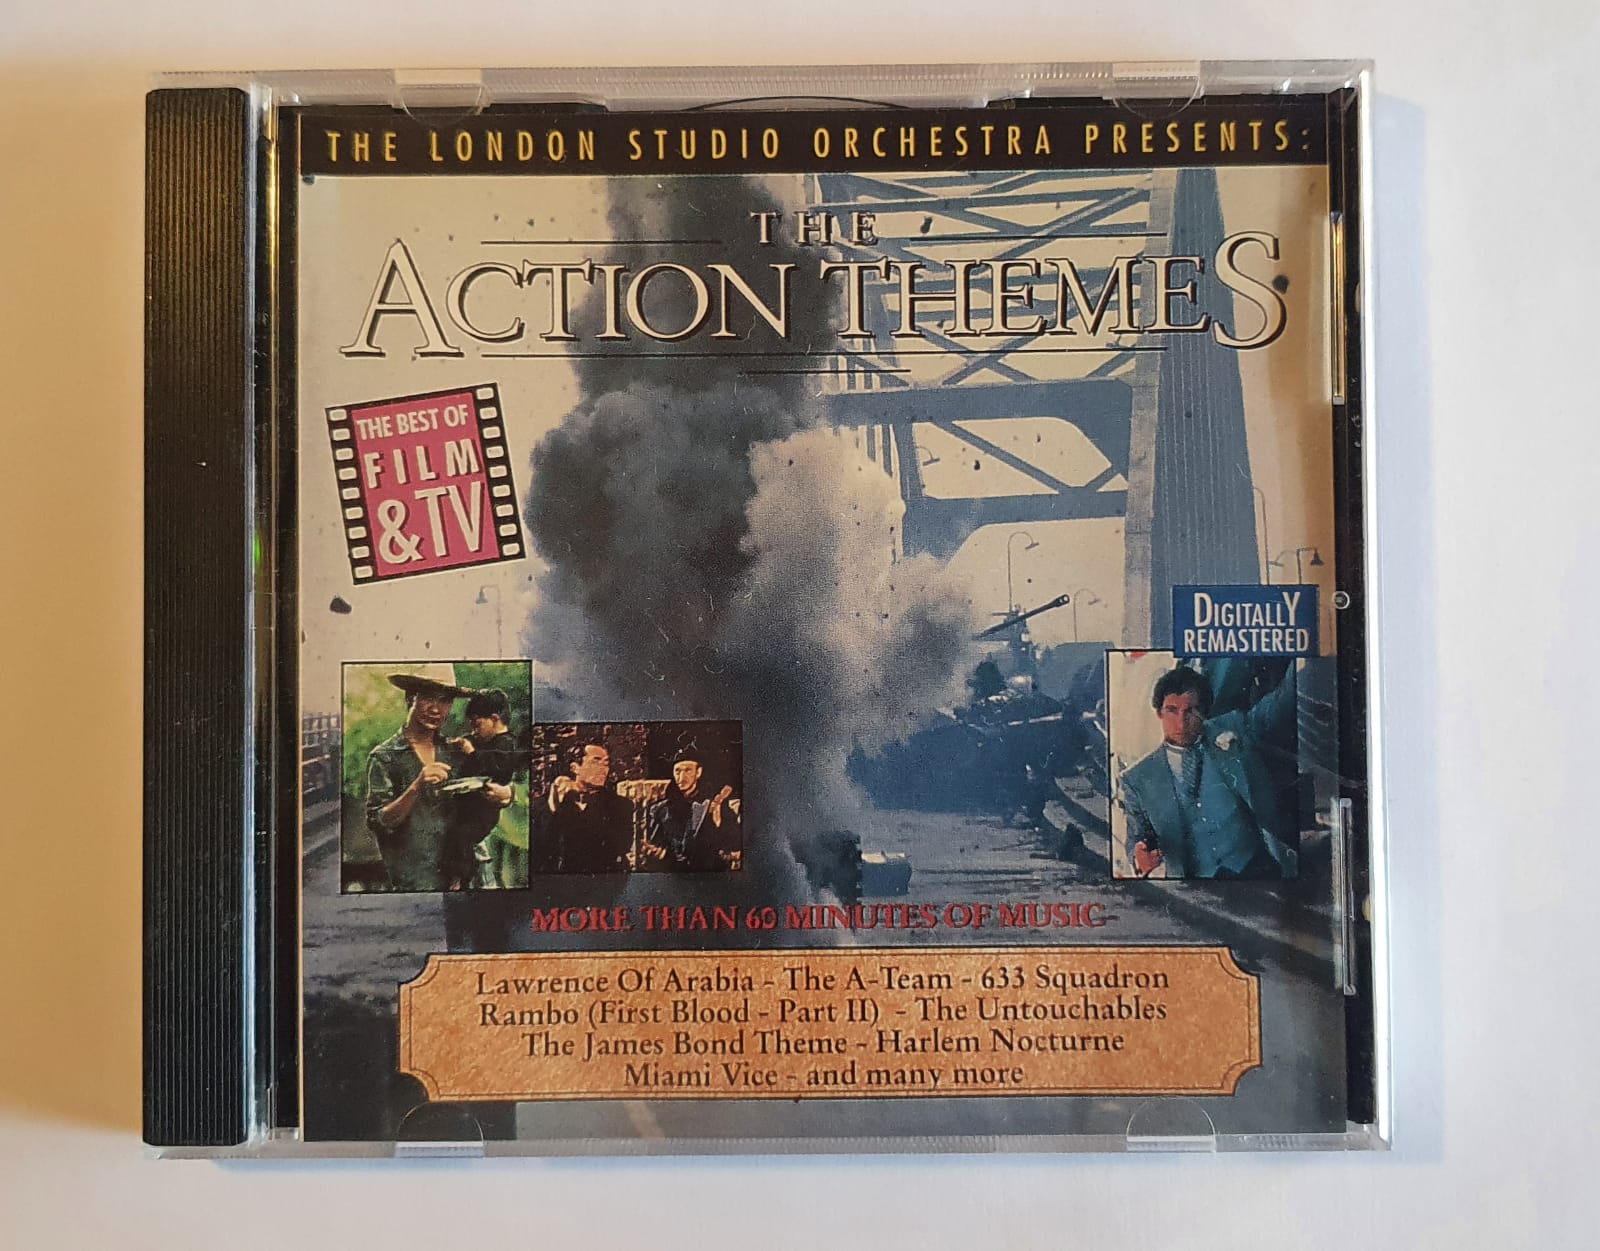 THE LONDON STUDIO ORCHESTRA PRESENTS:
THE
ACTION THEMES
THE BEST OF
FILM
& TV
DIGITALLY
REMASTERED
MORE THAN 60 MINUTES OF MUSIC
Lawrence Of Arabia - The A-Team - 633 Squadron
Rambo (First Blood - Part II) - The Untouchables
The James Bond Theme - Harlem Nocturne
Miami Vice - and many more